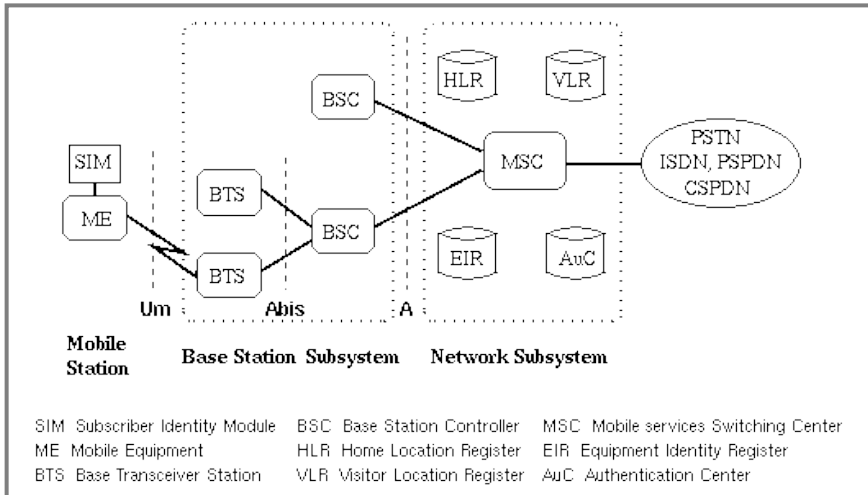 HLR VLR
BSC
PSTN
ISDN, PSPDN
CSPDN
MSC
SIM
BTS
ME
BSC
BTS
EIR AuC
Um Abis A
Mobile
Station
Base Station Subsystem
Network Subsystem
SIM Subscriber Identity Module BSC Base Station Controller MSC Mobile services Switching Center
ME Mobile Equipment HLR Home Location Register EIR Equipment Identity Register
BTS Base Transceiver Station VLR Visitor Location Register AuC Authentication Center